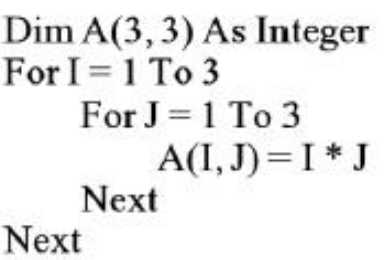 Dim A(3, 3) As Integer
For I = 1 To 3
For J = 1 To 3
A(I, J) = I * J
Next
Next